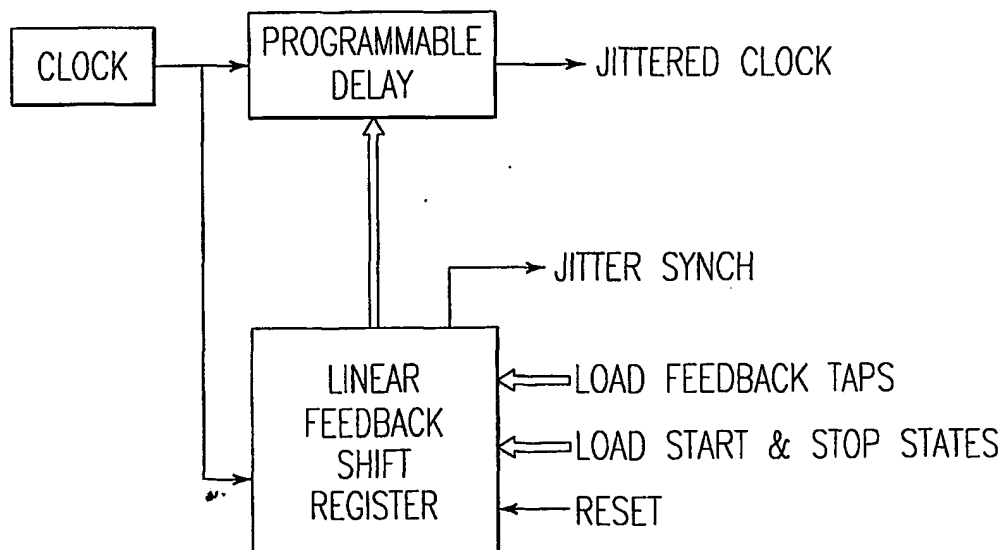 CLOCK
PROGRAMMABLE
DELAY
JITTERED CLOCK
JITTER SYNCH
LINEAR
FEEDBACK
SHIFT
REGISTER
LOAD FEEDBACK TAPS
LOAD START & STOP STATES
RESET